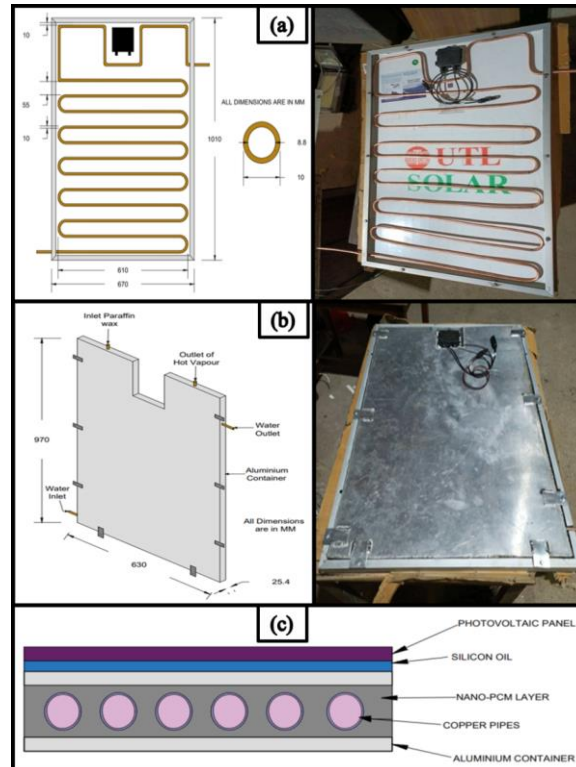 (a)
10
55
10
1010
ALL DIMENSIONS ARE IN MM
8.8
10
610
670
UTL
SOLAR
(b)
Inlet Paraffin
wax
Outlet of
Hot Vapour
970
Water
Outlet
Aluminium
Container
Water
Inlet
All Dimensions
are in MM
630
25.4
(c)
PHOTOVOLTAIC PANEL
SILICON OIL
NANO-PCM LAYER
COPPER PIPES
ALUMINIUM CONTAINER